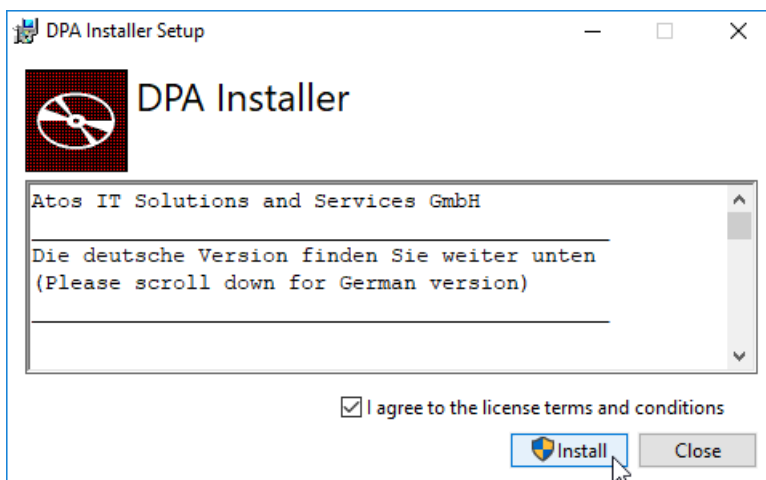 DPA Installer Setup
DPA Installer
Atos IT Solutions and Services GmbH
Die deutsche Version finden Sie weiter unten
(Please scroll down for German version)
I agree to the license terms and conditions
Install
Close